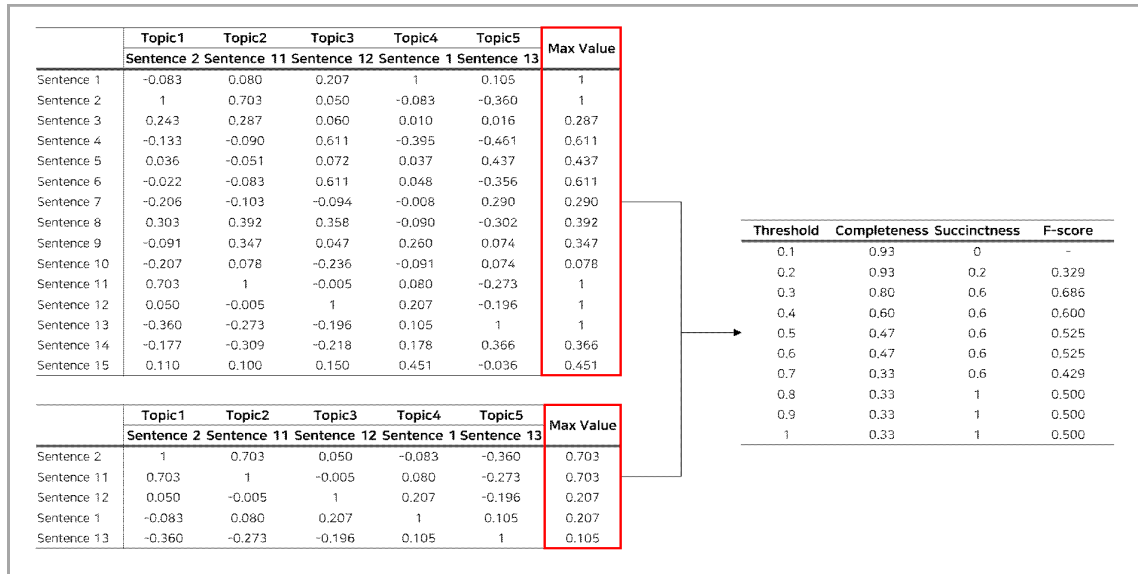 Topic1 Topic2 Topic3 Topic4 Topic5 Max Value
Sentence 2 Sentence 11 Sentence 12 Sentence 1 Sentence 13
Sentence 1 -0.083 0.080 0.207 1 0.105 1
Sentence 2 1 0.703 0.050 -0.083 -0.360 1
Sentence 3 0.243 0.287 0.060 0.010 0.016 0.287
Sentence 4 -0.133 -0.090 0.611 -0.395 -0.461 0.611
Sentence 5 0.036 -0.051 0.072 0.037 0.437 0.437
Sentence 6 -0.022 -0.083 0.611 0.048 -0.356 0.611
Sentence 7 -0.206 -0.103 -0.094 -0.008 0.290 0.290
Sentence 8 0.303 0.392 0.358 -0.090 -0.302 0.392
Sentence 9 -0.091 0.347 0.047 0.260 0.074 0.347
Sentence 10 -0.207 0.078 -0.236 -0.091 0.074 0.078
Sentence 11 0.703 1 -0.005 0.080 -0.273 1
Sentence 12 0.050 -0.005 1 0.207 -0.196 1
Sentence 13 -0.360 -0.273 -0.196 0.105 1 1
Sentence 14 -0.177 -0.309 -0.218 0.178 0.366 0.366
Sentence 15 0.110 0.100 0.150 0.451 -0.036 0.451
Topic1 Topic2 Topic3 Topic4 Topic5 Max Value
Sentence 2 Sentence 11 Sentence 12 Sentence 1 Sentence 13
Sentence 2 1 0.703 0.050 -0.083 -0.360 0.703
Sentence 11 0.703 1 -0.005 0.080 -0.273 0.703
Sentence 12 0.050 -0.005 1 0.207 -0.196 0.207
Sentence 1 -0.083 0.080 0.207 1 0.105 0.207
Sentence 13 -0.360 -0.273 -0.196 0.105 1 0.105
Threshold Completeness Succinctness F-score
0.1 0.93 0 -
0.2 0.93 0.2 0.329
0.3 0.80 0.6 0.686
0.4 0.60 0.6 0.600
0.5 0.47 0.6 0.525
0.6 0.47 0.6 0.525
0.7 0.33 0.6 0.429
0.8 0.33 1 0.500
0.9 0.33 1 0.500
1 0.33 1 0.500